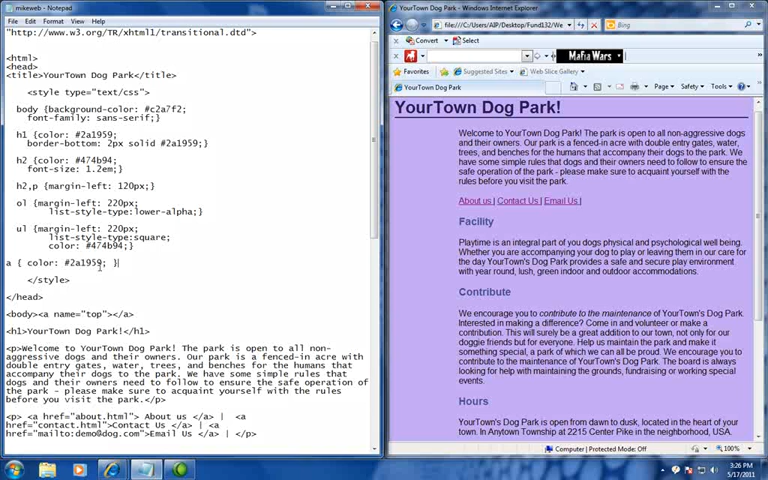 mikeweb - Notepad
File Edit Format View Help
"http://www.w3.org/TR/xhtml1/transitional.dtd">
<html>
<head>
<title>YourTown Dog Park</title>
<style type="text/css">
body {background-color: #c2a7f2;
font-family: sans-serif;}
h1 {color: #2a1959;
border-bottom: 2px solid #2a1959;}
h2 {color: #474b94;
font-size: 1.2em;}
h2,p {margin-left: 120px;}
ol {margin-left: 220px;
list-style-type:lower-alpha;}
ul {margin-left: 220px;
list-style-type:square;
color: #474b94;}
a { color: #2a1959; }
</style>
</head>
<body><a name="top"></a>
<h1>YourTown Dog Park!</h1>
<p>Welcome to YourTown Dog Park! The park is open to all non-
aggressive dogs and their owners. Our park is a fenced-in acre with
double entry gates, water, trees, and benches for the humans that
accompany their dogs to the park. We have some simple rules that
dogs and their owners need to follow to ensure the safe operation of
the park - please make sure to acquaint yourself with the rules
before you visit the park.</p>
<p> <a href="about.html"> About us </a> | <a
href="contact.html">Contact Us </a> | <a
href="mailto:demo@dog.com">Email Us </a> | </p>
YourTown Dog Park - Windows Internet Explorer
file:///C:/Users/AIP/Desktop/Fund132/We
Bing
Convert Select
Mafia Wars
Favorites Suggested Sites Web Slice Gallery
YourTown Dog Park Page Safety Tools
YourTown Dog Park!
Welcome to YourTown Dog Park! The park is open to all non-aggressive dogs
and their owners. Our park is a fenced-in acre with double entry gates, water,
trees, and benches for the humans that accompany their dogs to the park. We
have some simple rules that dogs and their owners need to follow to ensure the
safe operation of the park - please make sure to acquaint yourself with the
rules before you visit the park.
About us | Contact Us | Email Us |
Facility
Playtime is an integral part of you dogs physical and psychological well being.
Whether you are accompanying your dog to play or leaving them in our care for
the day YourTown Dog Park provides a safe and secure play environment
with year round, lush, green indoor and outdoor accommodations.
Contribute
We encourage you to contribute to the maintenance of YourTown Dog Park.
Interested in making a difference? Come in and volunteer or make a
contribution. This will surely be a great addition to our town, not only for our
doggie friends but for everyone. Help us maintain the park and make it
something special, a park of which we can all be proud. We encourage you to
contribute to the maintenance of YourTown Dog Park. The board is always
looking for help with maintaining the grounds, fundraising or working special
events.
Hours
YourTown Dog Park is open from dawn to dusk, located in the heart of your
town. In Anytown Township at 2215 Center Pike in the neighborhood, USA.
Computer | Protected Mode: Off 100%
3:26 PM
5/17/2011